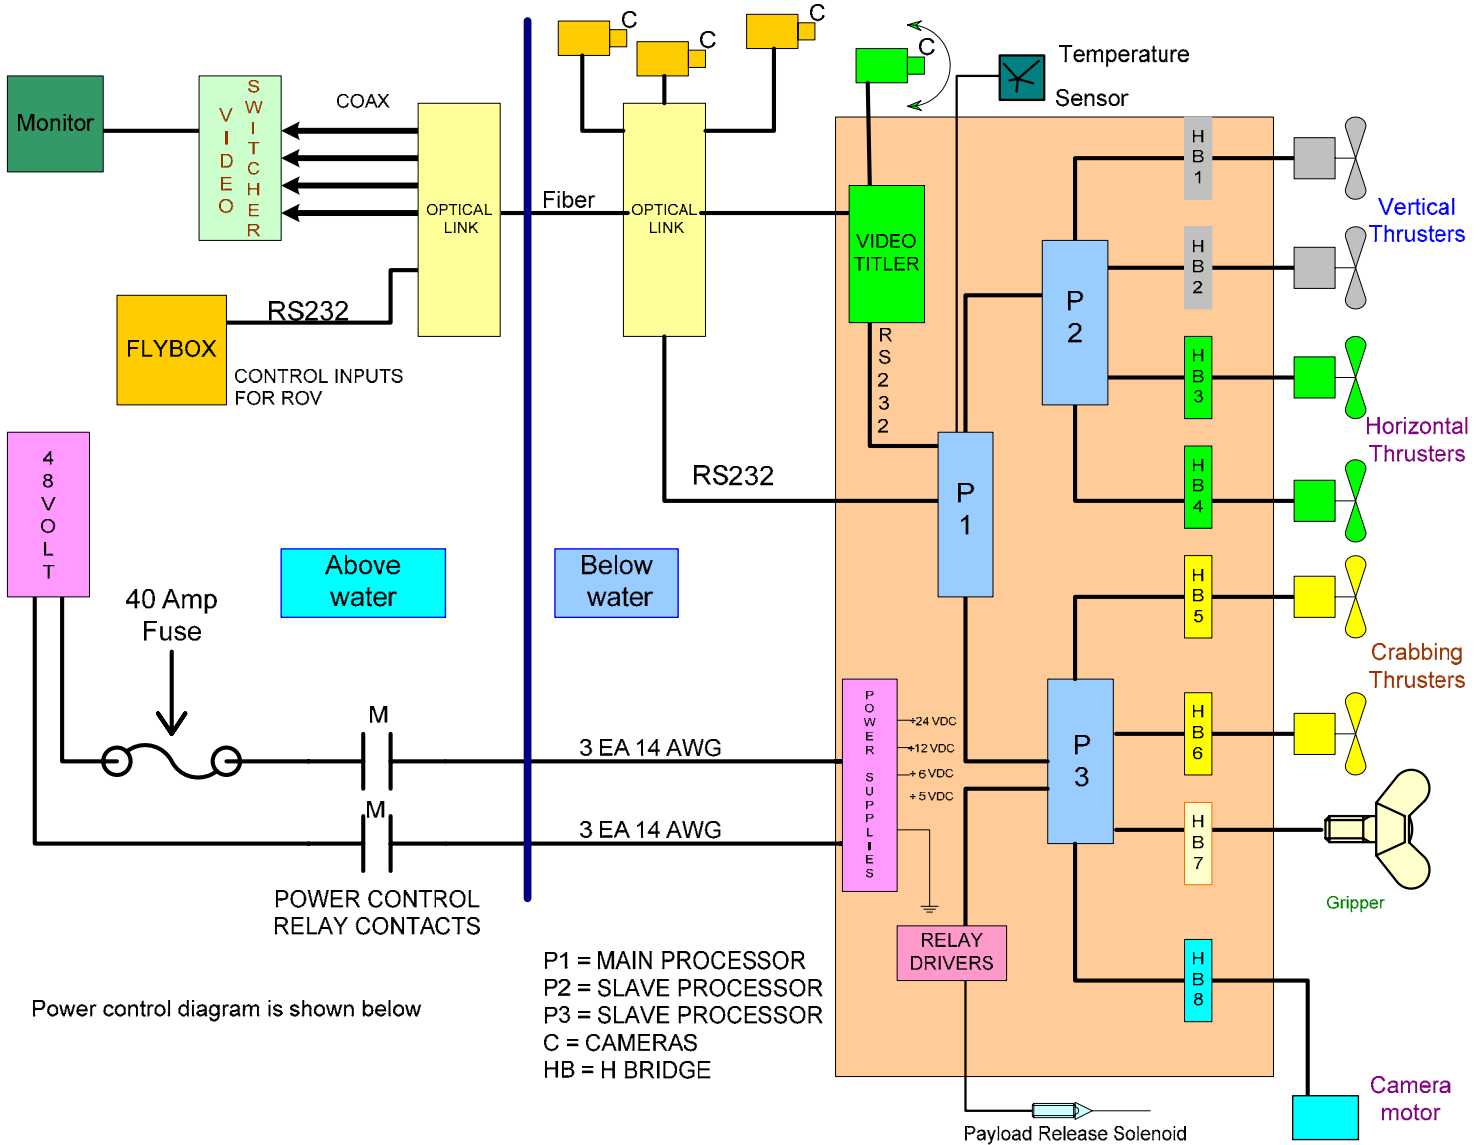 C
C
C
C
Temperature
Sensor
Monitor
VIDEO
SWITCHER
COAX
OPTICAL
LINK
Fiber
OPTICAL
LINK
VIDEO
TITLER
RS232
FLYBOX
RS232
CONTROL INPUTS
FOR ROV
RS232
P
1
P
2
P
3
HB1
HB2
HB3
HB4
HB5
HB6
HB7
HB8
Vertical
Thrusters
Horizontal
Thrusters
Crabbing
Thrusters
Gripper
Camera
motor
48VOLT
Above
water
Below
water
40 Amp
Fuse
M
3 EA 14 AWG
M
3 EA 14 AWG
POWER SUPPLIES
+24 VDC
+12 VDC
+ 6 VDC
+ 5 VDC
POWER CONTROL
RELAY CONTACTS
RELAY
DRIVERS
P1 = MAIN PROCESSOR
P2 = SLAVE PROCESSOR
P3 = SLAVE PROCESSOR
C = CAMERAS
HB = H BRIDGE
Power control diagram is shown below
Payload Release Solenoid